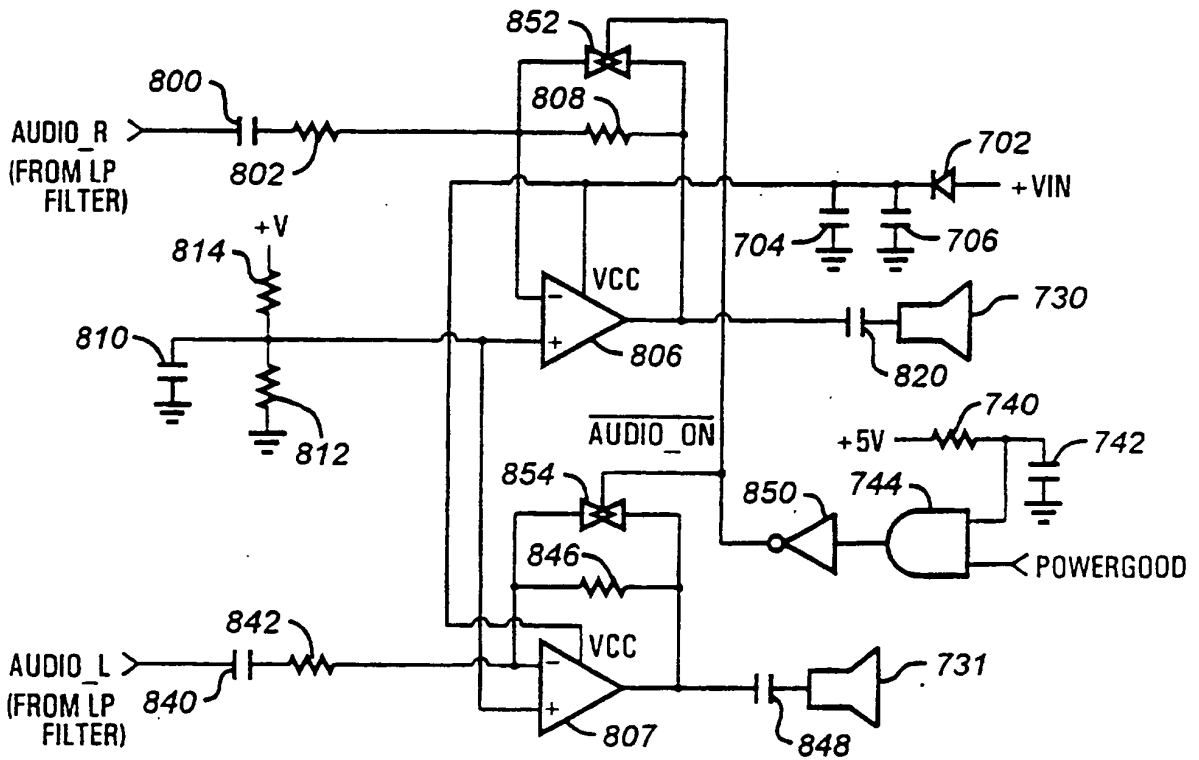 852
800
808
AUDIO_R
(FROM LP
FILTER)
802
702
+VIN
+V
704
706
814
VCC
730
810
806
820
812
AUDIO_ON
740
+5V
742
854
850
744
846
POWERGOOD
842
VCC
731
AUDIO_L
(FROM LP
FILTER)
840
807
848
-
+
-
+